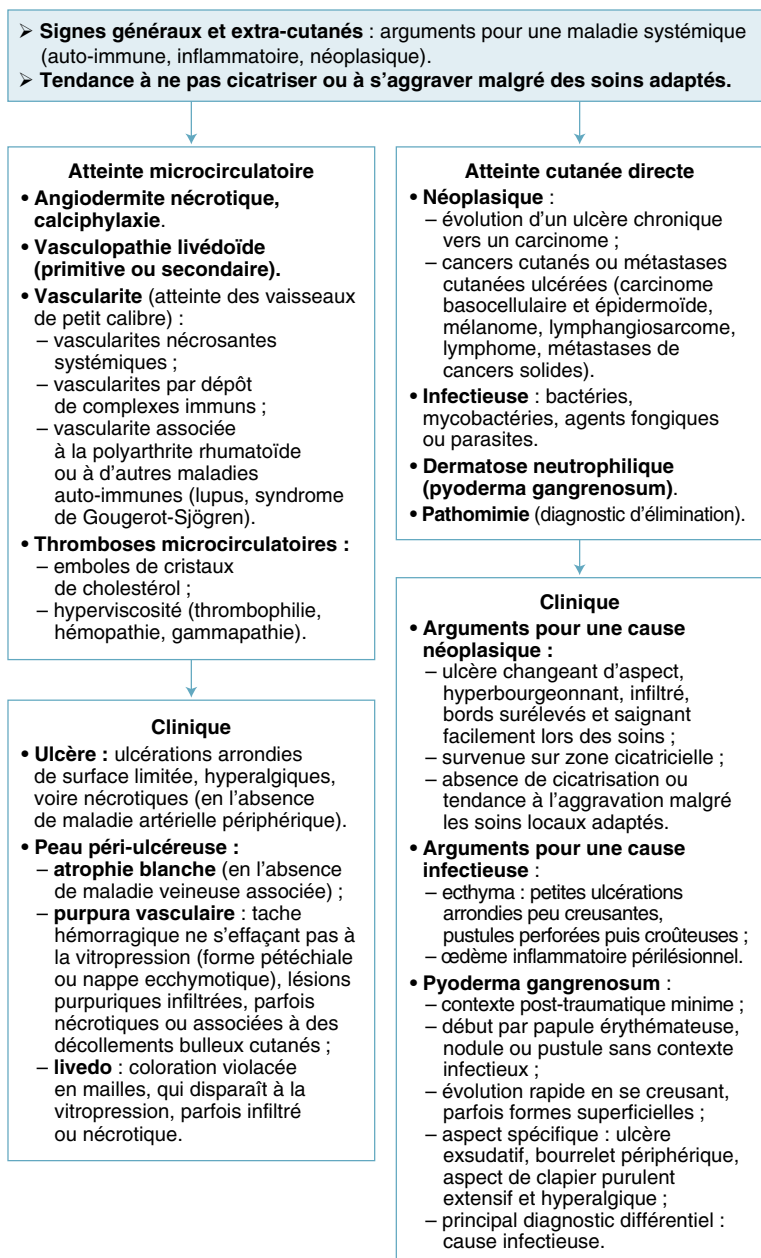 ➢ Signes généraux et extra-cutanés : arguments pour une maladie systémique
(auto-immune, inflammatoire, néoplasique).
➢ Tendance à ne pas cicatriser ou à s'aggraver malgré des soins adaptés.
Atteinte microcirculatoire
• Angiodermite nécrotique,
calciphylaxie.
• Vasculopathie livédoïde
(primitive ou secondaire).
• Vascularite (atteinte des vaisseaux
de petit calibre) :
– vascularites nécrosantes
systémiques ;
– vascularites par dépôt
de complexes immuns ;
– vascularite associée
à la polyarthrite rhumatoïde
ou à d'autres maladies
auto-immunes (lupus, syndrome
de Gougerot-Sjögren).
• Thromboses microcirculatoires :
– emboles de cristaux
de cholestérol ;
– hyperviscosité (thrombophilie,
hémopathie, gammapathie).
Clinique
• Ulcère : ulcérations arrondies
de surface limitée, hyperalgiques,
voire nécrotiques (en l'absence
de maladie artérielle périphérique).
• Peau péri-ulcéreuse :
– atrophie blanche (en l'absence
de maladie veineuse associée) ;
– purpura vasculaire : tache
hémorragique ne s'effaçant pas à
la vitropression (forme pétéchiale
ou nappe ecchymotique), lésions
purpuriques infiltrées, parfois
nécrotiques ou associées à des
décollements bulleux cutanés ;
– livedo : coloration violacée
en mailles, qui disparaît à la
vitropression, parfois infiltré
ou nécrotique.
Atteinte cutanée directe
• Néoplasique :
– évolution d'un ulcère chronique
vers un carcinome ;
– cancers cutanés ou métastases
cutanées ulcérées (carcinome
basocellulaire et épidermoïde,
mélanome, lymphangiosarcome,
lymphome, métastases de
cancers solides).
• Infectieuse : bactéries,
mycobactéries, agents fongiques
ou parasites.
• Dermatose neutrophilique
(pyoderma gangrenosum).
• Pathomimie (diagnostic d'élimination).
Clinique
• Arguments pour une cause
néoplasique :
– ulcère changeant d'aspect,
hyperbourgeonnant, infiltré,
bords surélevés et saignant
facilement lors des soins ;
– survenue sur zone cicatricielle ;
– absence de cicatrisation ou
tendance à l'aggravation malgré
les soins locaux adaptés.
• Arguments pour une cause
infectieuse :
– ecthyma : petites ulcérations
arrondies peu creusantes,
pustules perforées puis croûteuses ;
– œdème inflammatoire périlésionnel.
• Pyoderma gangrenosum :
– contexte post-traumatique minime ;
– début par papule érythémateuse,
nodule ou pustule sans contexte
infectieux ;
– évolution rapide en se creusant,
parfois formes superficielles ;
– aspect spécifique : ulcère
exsudatif, bourrelet périphérique,
aspect de clapier purulent
extensif et hyperalgique ;
– principal diagnostic différentiel :
cause infectieuse.